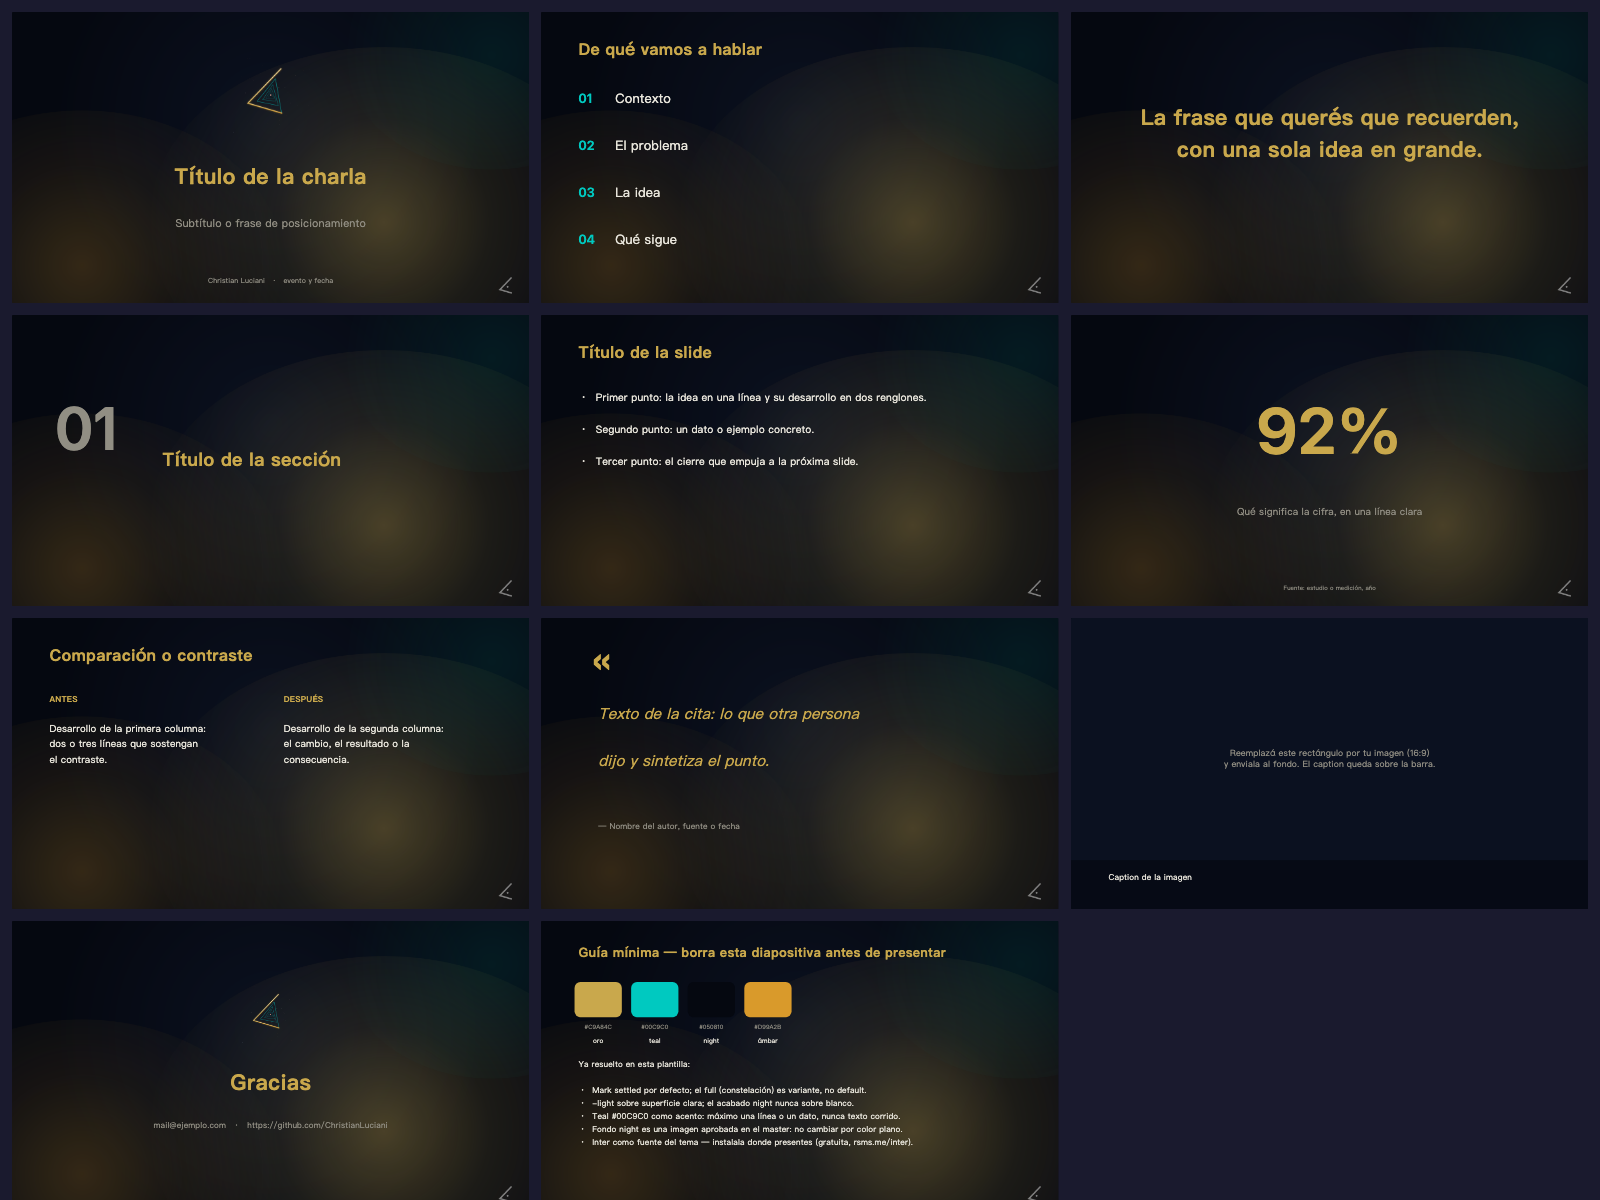 Título de la charla
Subtítulo o frase de posicionamiento
Christian Luciani · evento y fecha
De qué vamos a hablar
01 Contexto
02 El problema
03 La idea
04 Qué sigue
La frase que querés que recuerden,
con una sola idea en grande.
01
Título de la sección
Título de la slide
· Primer punto: la idea en una línea y su desarrollo en dos renglones.
· Segundo punto: un dato o ejemplo concreto.
· Tercer punto: el cierre que empuja a la próxima slide.
92%
Qué significa la cifra, en una línea clara
Fuente: estudio o medición, año
Comparación o contraste
ANTES
Desarrollo de la primera columna:
dos o tres líneas que sostengan
el contraste.
DESPUÉS
Desarrollo de la segunda columna:
el cambio, el resultado o la
consecuencia.
«
Texto de la cita: lo que otra persona
dijo y sintetiza el punto.
— Nombre del autor, fuente o fecha
Reemplazá este rectángulo por tu imagen (16:9)
y enviala al fondo. El caption queda sobre la barra.
Caption de la imagen
Gracias
mail@ejemplo.com · https://github.com/ChristianLuciani
Guía mínima — borra esta diapositiva antes de presentar
#C9A84C #00C9C0 #050810 #D99A2B
oro teal night ámbar
Ya resuelto en esta plantilla:
· Mark settled por defecto; el full (constelación) es variante, no default.
· –light sobre superficie clara; el acabado night nunca sobre blanco.
· Teal #00C9C0 como acento: máximo una línea o un dato, nunca texto corrido.
· Fondo night es una imagen aprobada en el master: no cambiar por color plano.
· Inter como fuente del tema — instalala donde presentes (gratuita, rsms.me/inter).